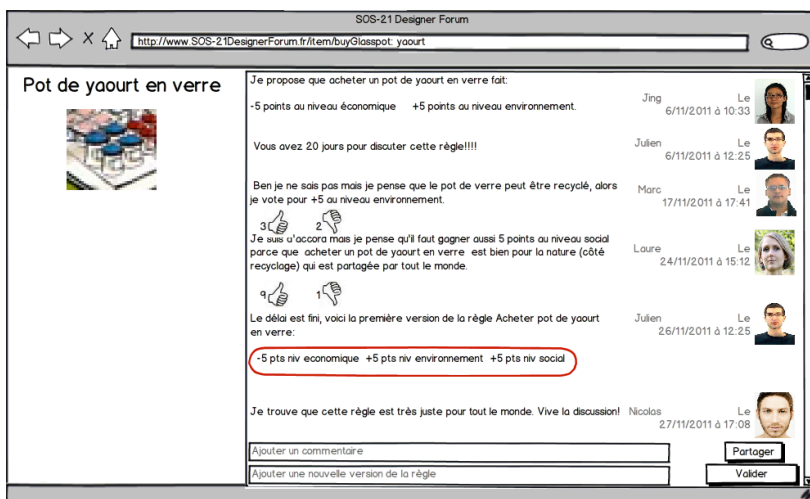 SOS-21 Designer Forum
http://www.SOS-21DesignerForum.fr/item/buyGlasspot: yaourt
Pot de yaourt en verre
Je propose que acheter un pot de yaourt en verre fait:
-5 points au niveau économique +5 points au niveau environnement.
Jing Le
6/11/2011 à 10:33
Vous avez 20 jours pour discuter cette règle!!!!
Julien Le
6/11/2011 à 12:25
Ben je ne sais pas mais je pense que le pot de verre peut être recyclé, alors
je vote pour +5 au niveau environnement.
Marc Le
17/11/2011 à 17:41
3 2
Je suis d'accora mais je pense qu'il faut gagner aussi 5 points au niveau social
parce que acheter un pot de yaourt en verre est bien pour la nature (côté
recyclage) qui est partagée par tout le monde.
Laure Le
24/11/2011 à 15:12
9 1
Le délai est fini, voici la première version de la règle Acheter pot de yaourt
en verre:
Julien Le
26/11/2011 à 12:25
-5 pts niv economique +5 pts niv environnement +5 pts niv social
Je trouve que cette règle est très juste pour tout le monde. Vive la discussion!
Nicolas Le
27/11/2011 à 17:08
Ajouter un commentaire
Partager
Ajouter une nouvelle version de la règle
Valider